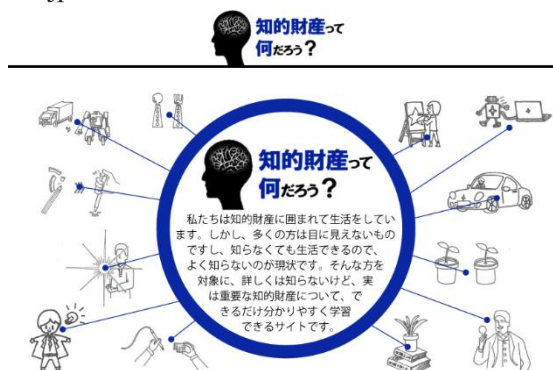 知的財産って
何だろう？
知的財産って
何だろう？
私たちは知的財産に囲まれて生活をしてい
ます。しかし、多くの方は目に見えないもの
ですし、知らなくても生活できるので、
よく知らないのが現状です。そんな方を
対象に、詳しくは知らないけど、実
は重要な知的財産について、で
きるだけ分かりやすく学習
できるサイトです。